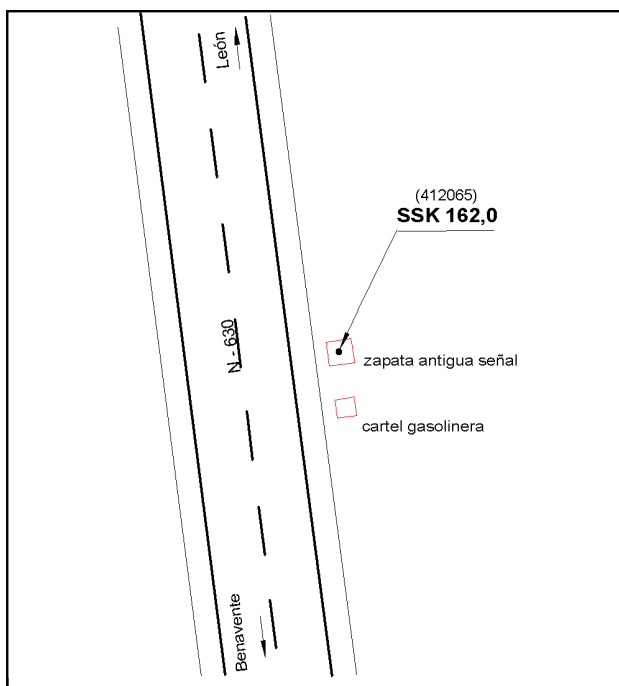 León
(412065)
SSK 162,0
N - 630
zapata antigua señal
cartel gasolinera
Benavente